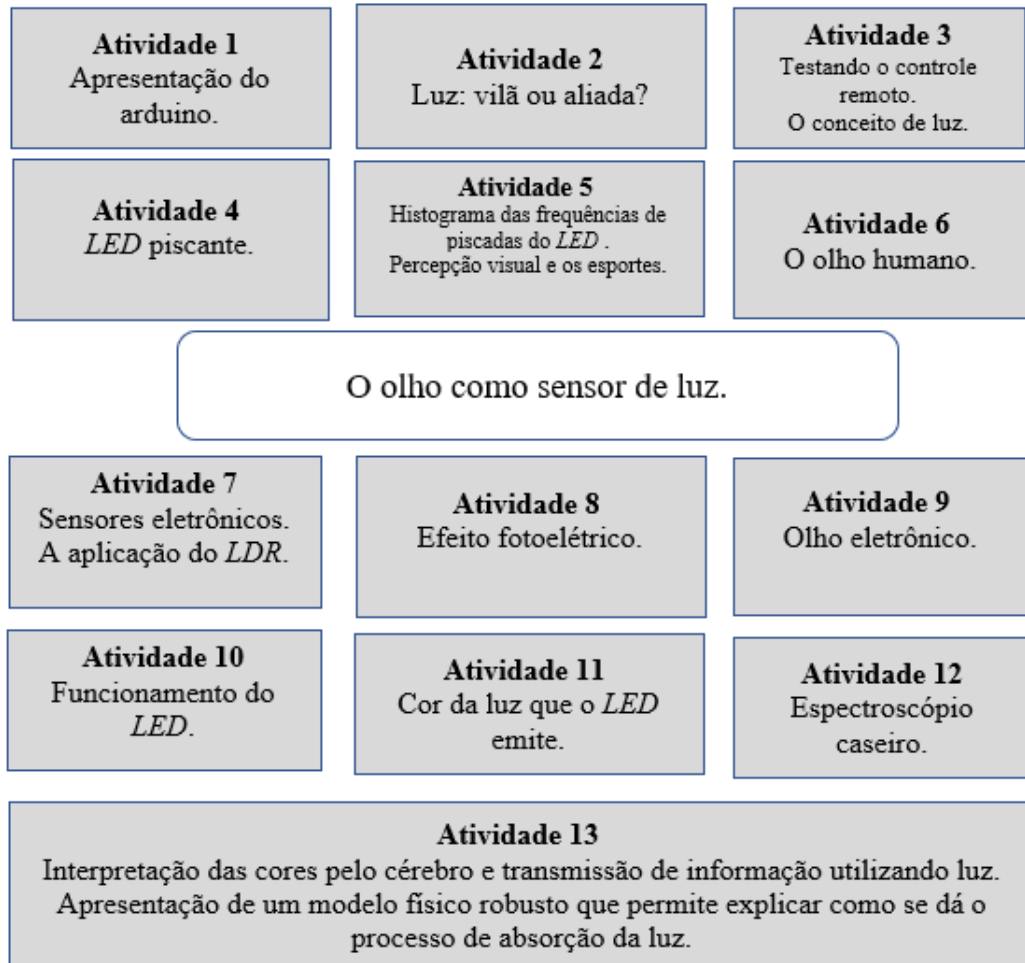 Atividade 1
Apresentação do
arduino.
Atividade 2
Luz: vilã ou aliada?
Atividade 3
Testando o controle
remoto.
O conceito de luz.
Atividade 4
LED piscante.
Atividade 5
Histograma das frequências de
piscadas do LED .
Percepção visual e os esportes.
Atividade 6
O olho humano.
O olho como sensor de luz.
Atividade 7
Sensores eletrônicos.
A aplicação do LDR.
Atividade 8
Efeito fotoelétrico.
Atividade 9
Olho eletrônico.
Atividade 10
Funcionamento do
LED.
Atividade 11
Cor da luz que o LED
emite.
Atividade 12
Espectroscópio
caseiro.
Atividade 13
Interpretação das cores pelo cérebro e transmissão de informação utilizando luz.
Apresentação de um modelo físico robusto que permite explicar como se dá o
processo de absorção da luz.